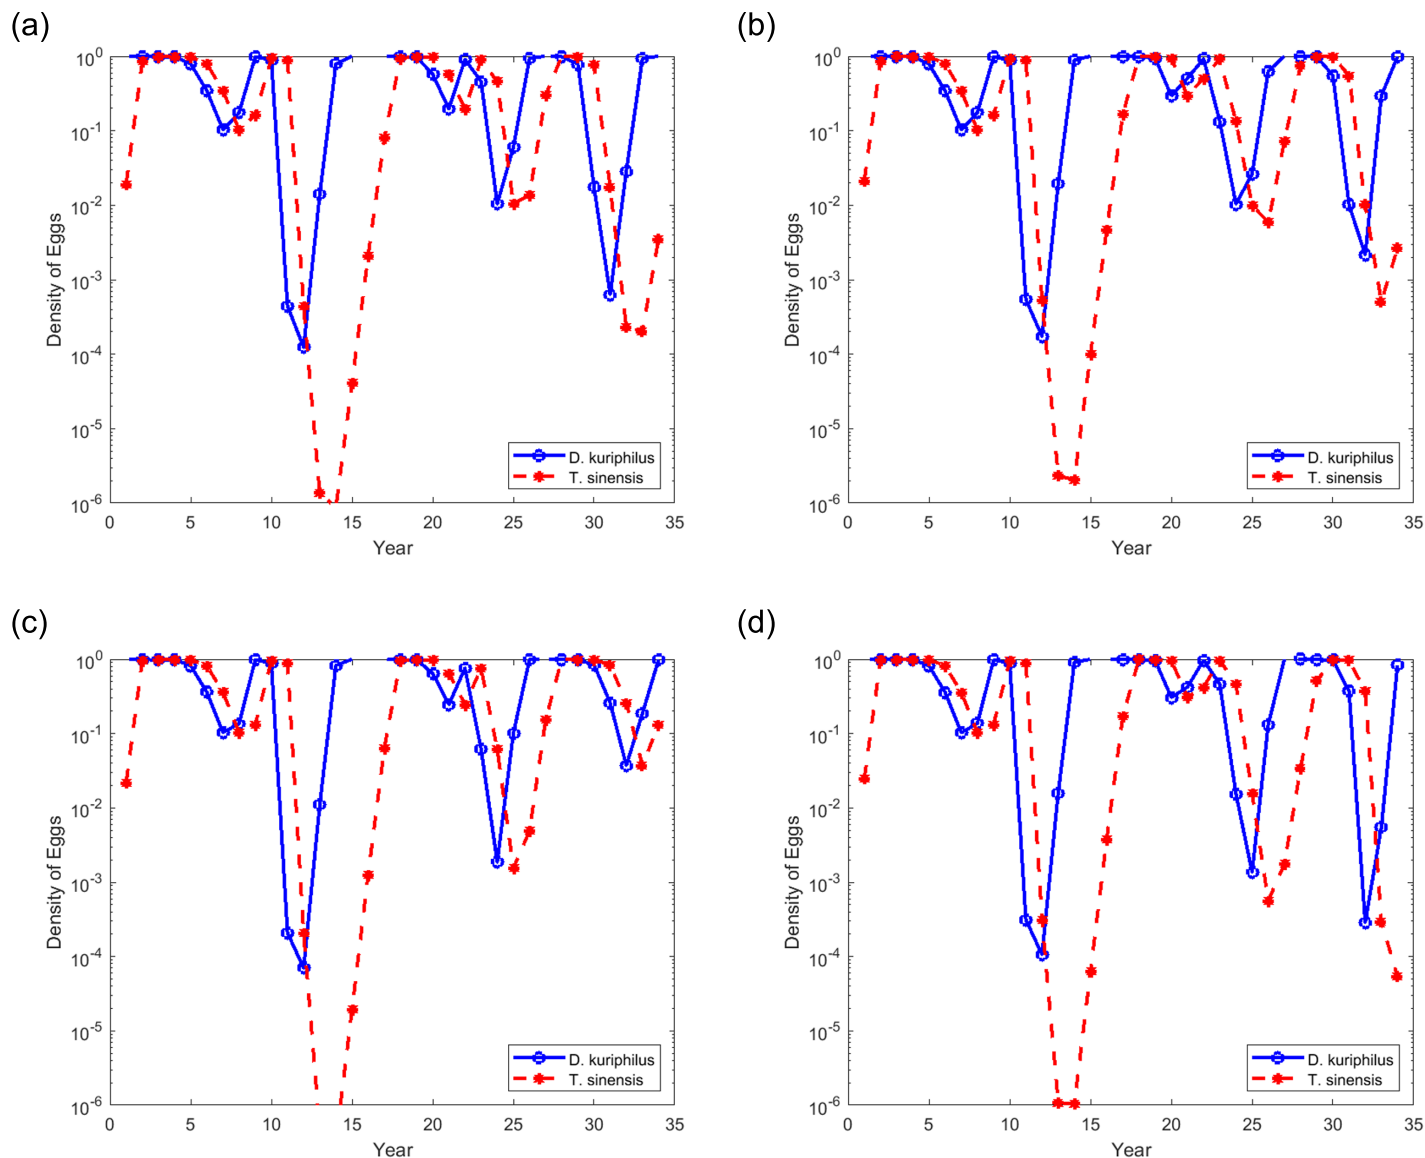 (a)
(b)
10^0
10^-1
10^-2
10^-3
10^-4
10^-5
10^-6
Density of Eggs
0 5 10 15 20 25 30 35
Year
D. kuriphilus
T. sinensis
10^0
10^-1
10^-2
10^-3
10^-4
10^-5
10^-6
Density of Eggs
0 5 10 15 20 25 30 35
Year
D. kuriphilus
T. sinensis
(c)
(d)
10^0
10^-1
10^-2
10^-3
10^-4
10^-5
10^-6
Density of Eggs
0 5 10 15 20 25 30 35
Year
D. kuriphilus
T. sinensis
10^0
10^-1
10^-2
10^-3
10^-4
10^-5
10^-6
Density of Eggs
0 5 10 15 20 25 30 35
Year
D. kuriphilus
T. sinensis